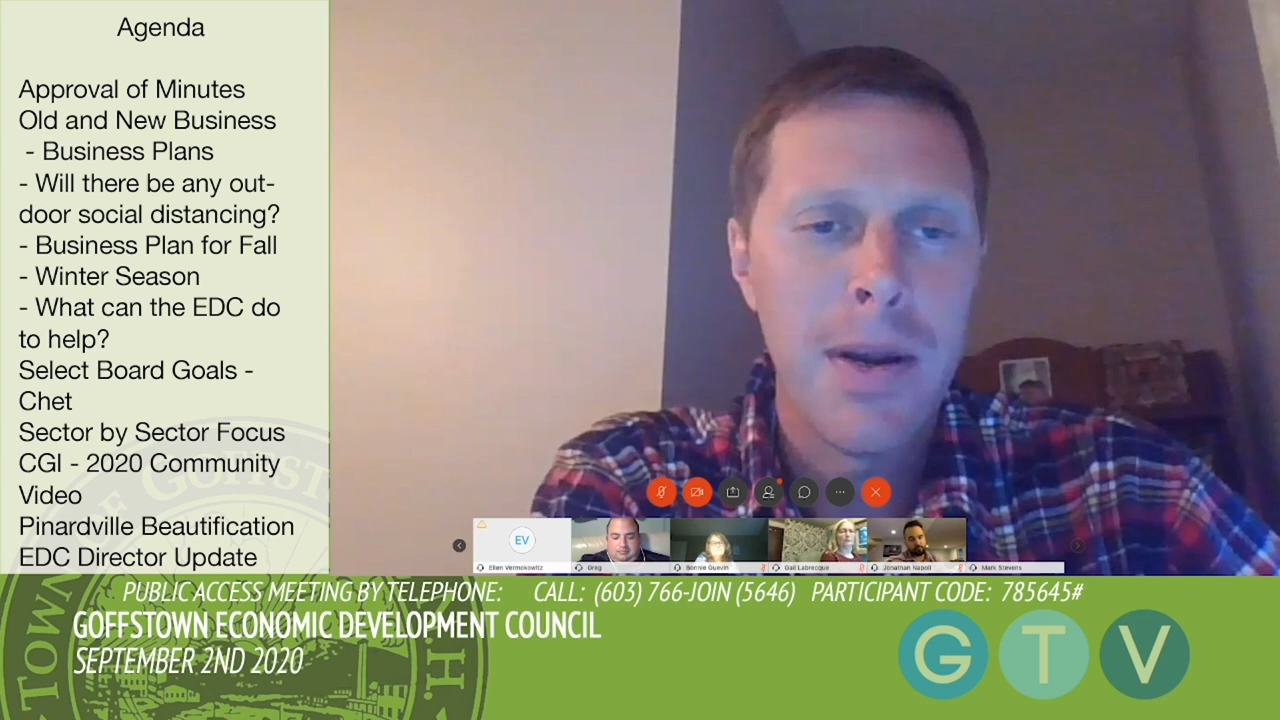 Agenda
Approval of Minutes
Old and New Business
- Business Plans
- Will there be any out-
door social distancing?
- Business Plan for Fall
- Winter Season
- What can the EDC do
to help?
Select Board Goals -
Chet
Sector by Sector Focus
CGI - 2020 Community
Video
Pinardville Beautification
EDC Director Update
EV
Ellen Vermokowitz
Greg
Bonnie Guevin
Gail Labrecque
Jonathan Napoli
Mark Stevens
PUBLIC ACCESS MEETING BY TELEPHONE: CALL: (603) 766-JOIN (5646) PARTICIPANT CODE: 785645#
GOFFSTOWN ECONOMIC DEVELOPMENT COUNCIL
SEPTEMBER 2ND 2020
G T V